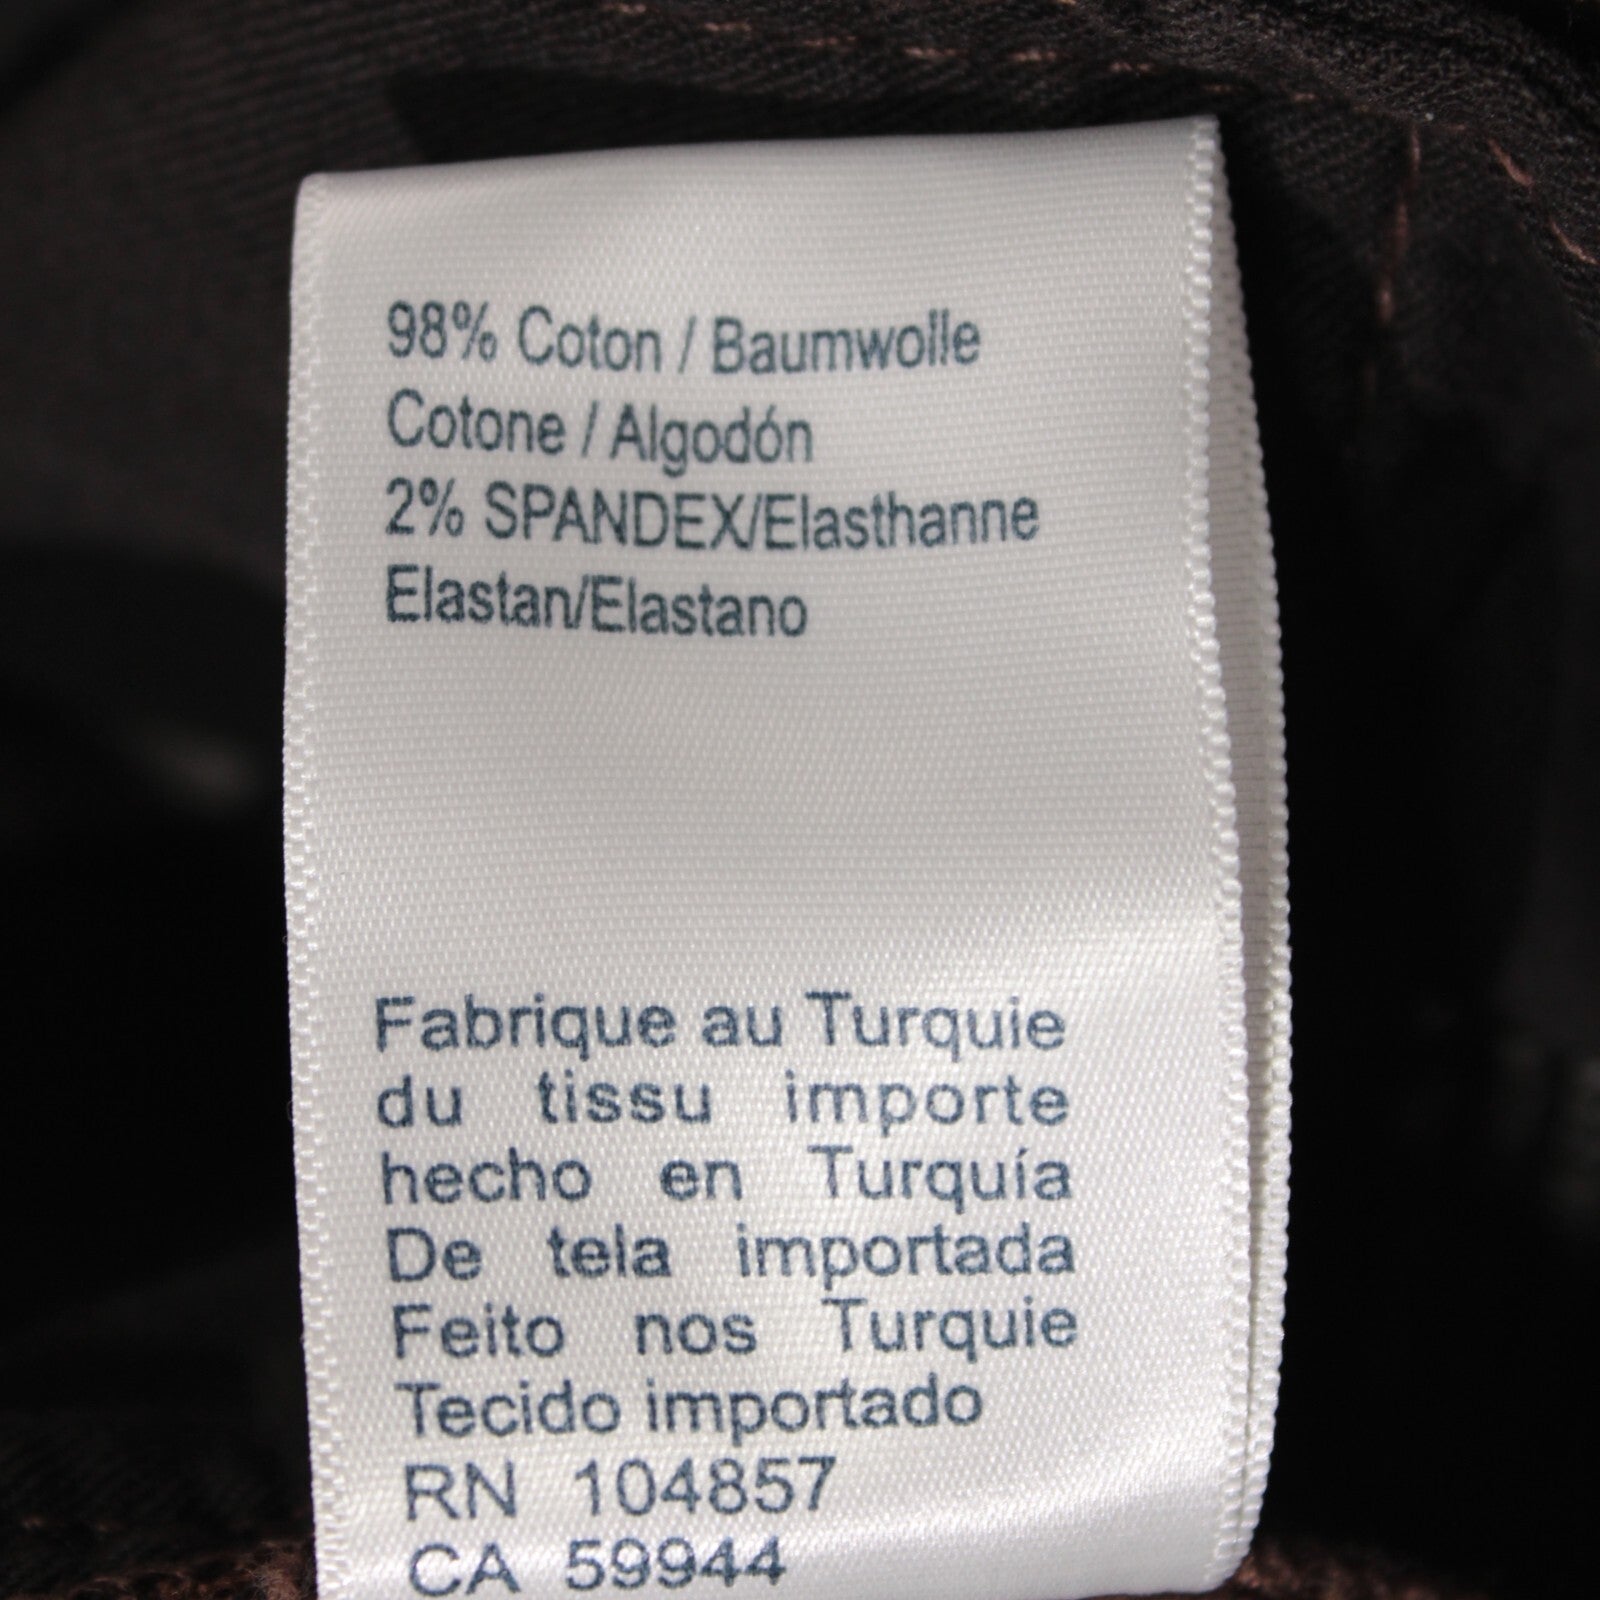 98% Coton / Baumwolle
Cotone / Algodón
2% SPANDEX/Elasthanne
Elastan/Elastano
Fabrique au Turquie
du tissu importe
hecho en Turquía
De tela importada
Feito nos Turquie
Tecido importado
RN 104857
CA 59944